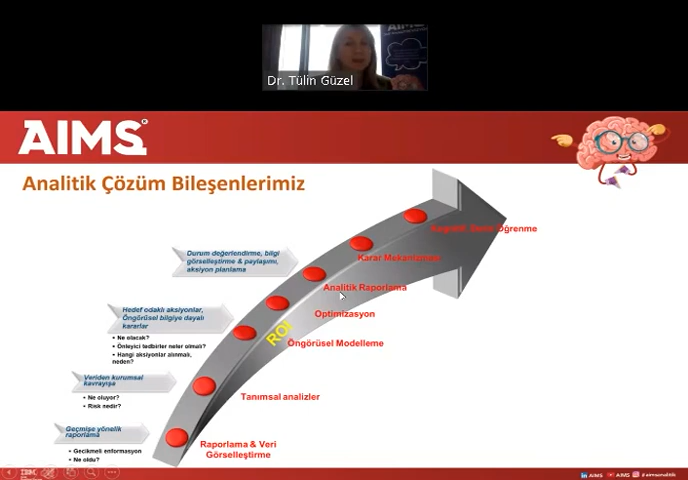 Dr. Tülin Güzel
AIMS
Analitik Çözüm Bileşenlerimiz
Durum değerlendirme, bilgi
görselleştirme & paylaşımı,
aksiyon planlama
Öğrenme
Karar Mekanizması
Analitik Raporlama
Hedef odaklı aksiyonlar,
Öngörüsel bilgiye dayalı
kararlar
Optimizasyon
• Ne olacak?
• Önleyici tedbirler neler olmalı?
• Hangi aksiyonlar alınmalı,
neden?
ROI
Öngörüsel Modelleme
Veriden kurumsal
kavrayışa
• Ne oluyor?
• Risk nedir?
Tanımsal analizler
Geçmişe yönelik
raporlama
• Gecikmeli enformasyon
• Ne oldu?
Raporlama & Veri
Görselleştirme
IBM
AIMS
AIMS
aimsanalitik